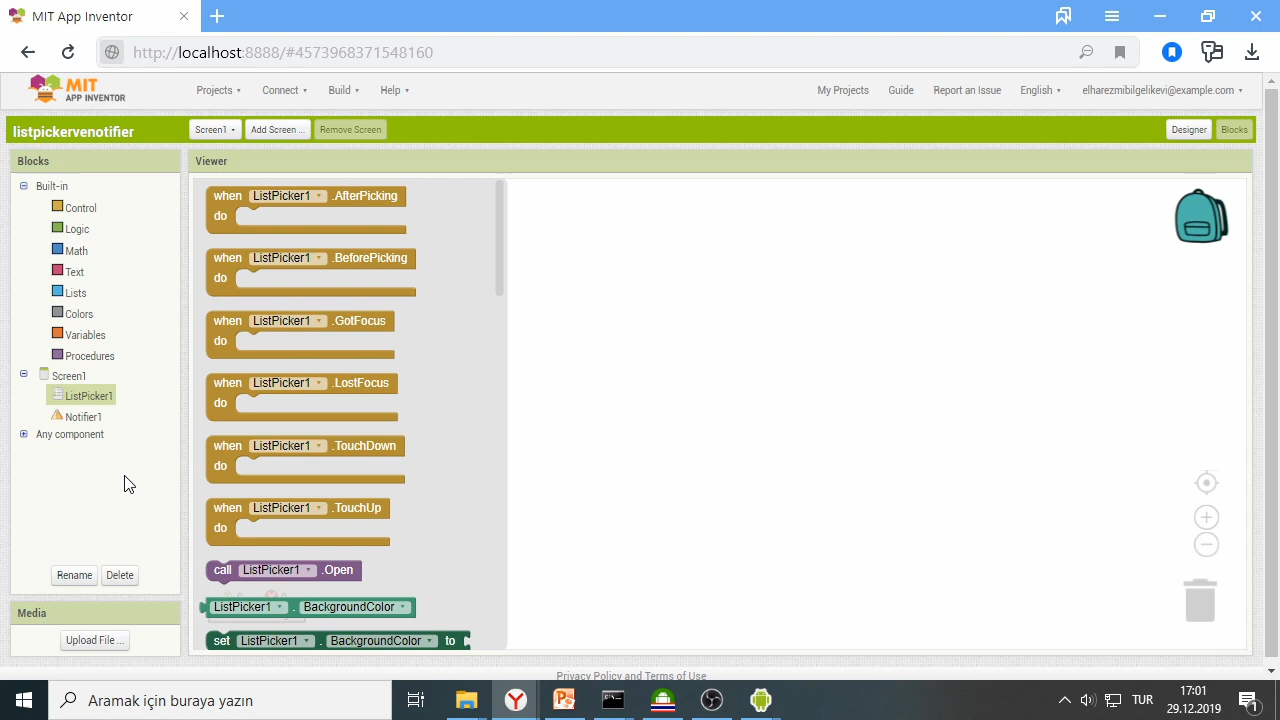 MIT App Inventor
http://localhost:8888/#4573968371548160
MIT APP INVENTOR
Projects Connect Build Help My Projects Guide Report an Issue English elharezmibilgelikevi@example.com
listpickervenotifier Screen1 Add Screen ... Remove Screen Designer Blocks
Blocks
Viewer
Built-in
Control
Logic
Math
Text
Lists
Colors
Variables
Procedures
Screen1
ListPicker1
Notifier1
Any component
Rename Delete
Media
Upload File ...
when ListPicker1 .AfterPicking
do
when ListPicker1 .BeforePicking
do
when ListPicker1 .GotFocus
do
when ListPicker1 .LostFocus
do
when ListPicker1 .TouchDown
do
when ListPicker1 .TouchUp
do
call ListPicker1 .Open
ListPicker1 . BackgroundColor
set ListPicker1 . BackgroundColor to
Privacy Policy and Terms of Use
Aramak için buraya yazın
TUR
17:01
29.12.2019
1